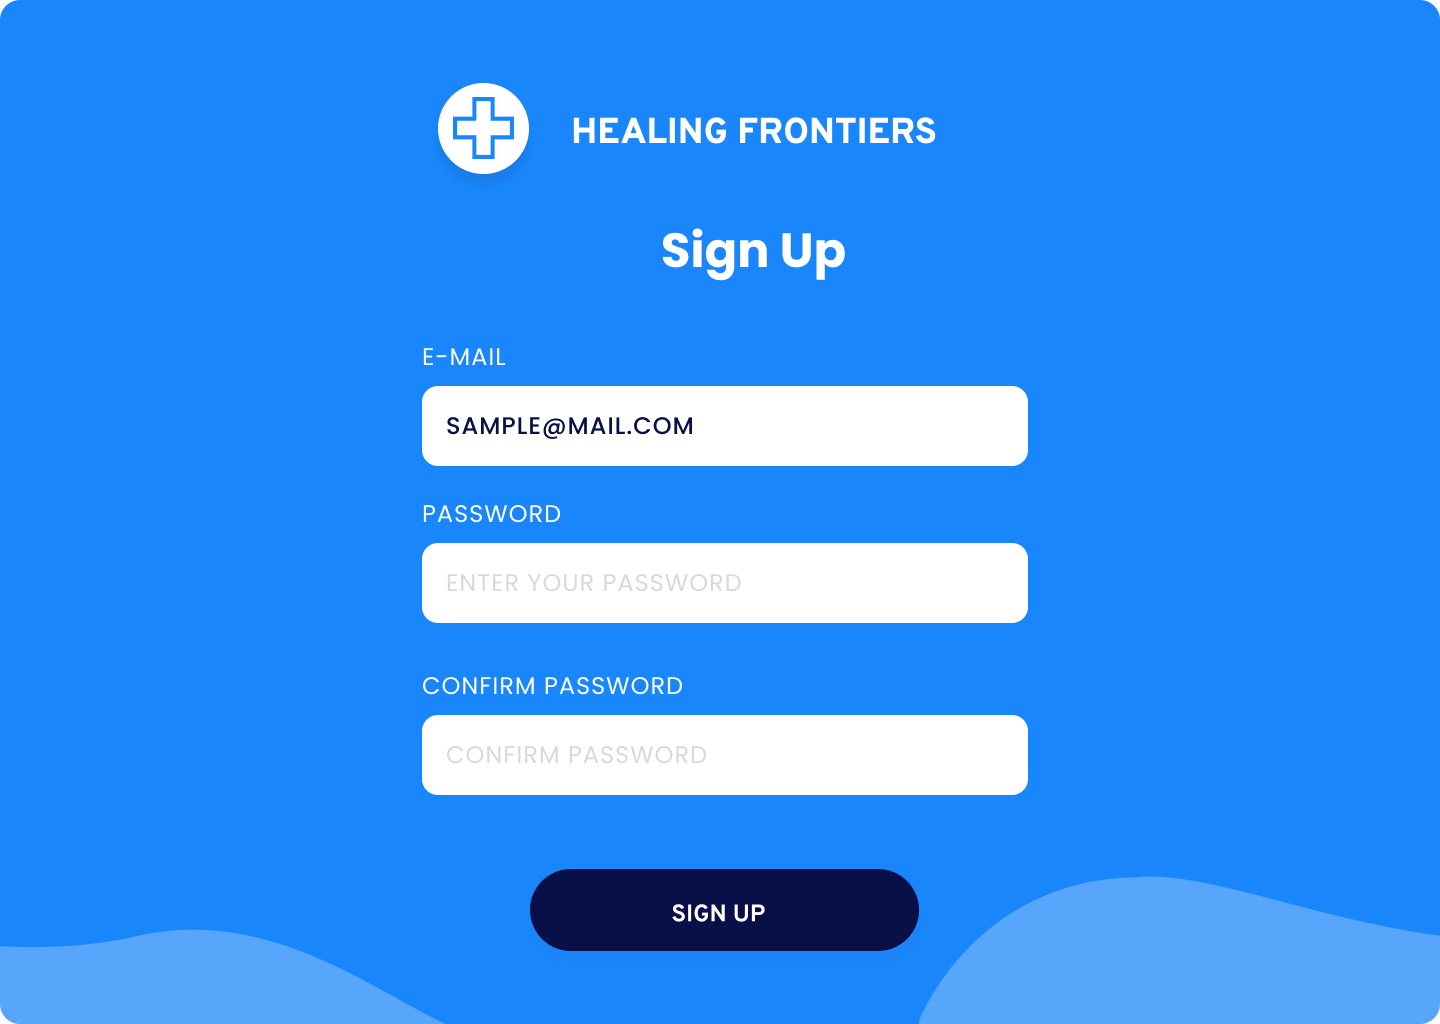 HEALING FRONTIERS
Sign Up
E-MAIL
SAMPLE@MAIL.COM
PASSWORD
ENTER YOUR PASSWORD
CONFIRM PASSWORD
CONFIRM PASSWORD
SIGN UP